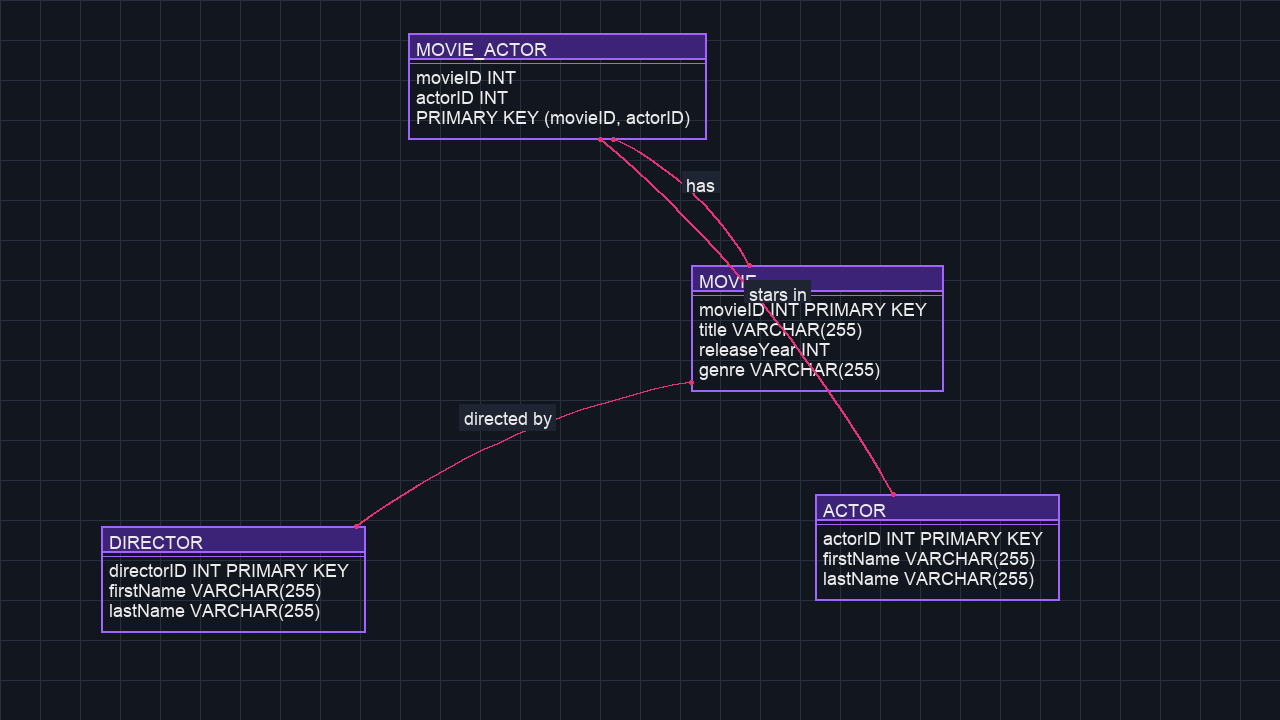 MOVIE_ACTOR
movieID INT
actorID INT
PRIMARY KEY (movieID, actorID)
has
MOVIE
stars in
movieID INT PRIMARY KEY
title VARCHAR(255)
releaseYear INT
genre VARCHAR(255)
directed by
DIRECTOR
directorID INT PRIMARY KEY
firstName VARCHAR(255)
lastName VARCHAR(255)
ACTOR
actorID INT PRIMARY KEY
firstName VARCHAR(255)
lastName VARCHAR(255)